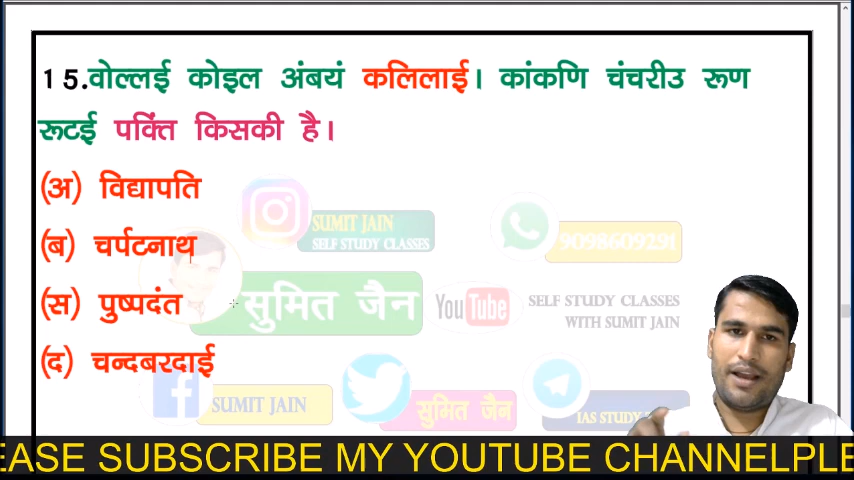 15.वोल्लई कोइल अंबयं कलिलाई। कांकणि चंचरीउ रूण
रूटई पक्तिं किसकी है।
(अ) विद्यापति
(ब) चर्पटनाथ
(स) पुष्पदंत
(द) चन्दबरदाई
SUMIT JAIN
SELF STUDY CLASSES
9098609291
सुमित जैन
YouTube
SELF STUDY CLASSES
WITH SUMIT JAIN
SUMIT JAIN
सुमित जैन
IAS STUDY
EASE SUBSCRIBE MY YOUTUBE CHANNELPLE